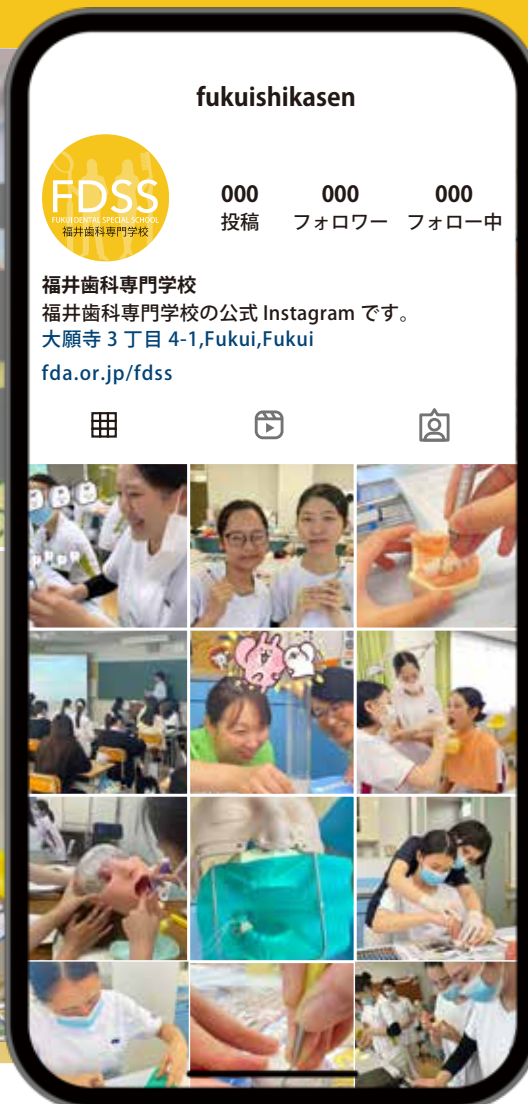 fukuishikasen
FDSS
FUKUI DENTAL SPECIAL SCHOOL
福井歯科専門学校
000
000
000
投稿
フォロワー
フォロー中
福井歯科専門学校
福井歯科専門学校の公式 Instagram です。
大願寺 3 丁目 4-1,Fukui,Fukui
fda.or.jp/fdss